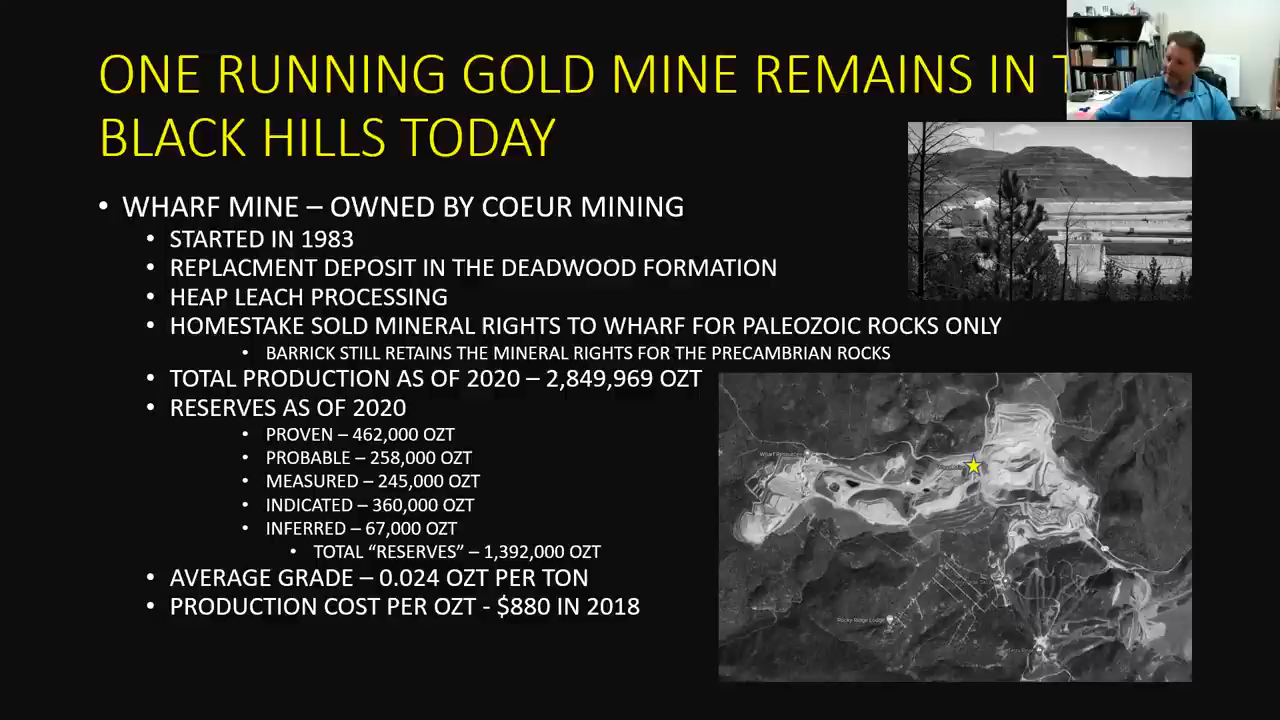 ONE RUNNING GOLD MINE REMAINS IN
BLACK HILLS TODAY
• WHARF MINE – OWNED BY COEUR MINING
• STARTED IN 1983
• REPLACMENT DEPOSIT IN THE DEADWOOD FORMATION
• HEAP LEACH PROCESSING
• HOMESTAKE SOLD MINERAL RIGHTS TO WHARF FOR PALEOZOIC ROCKS ONLY
• BARRICK STILL RETAINS THE MINERAL RIGHTS FOR THE PRECAMBRIAN ROCKS
• TOTAL PRODUCTION AS OF 2020 – 2,849,969 OZT
• RESERVES AS OF 2020
• PROVEN – 462,000 OZT
• PROBABLE – 258,000 OZT
• MEASURED – 245,000 OZT
• INDICATED – 360,000 OZT
• INFERRED – 67,000 OZT
• TOTAL “RESERVES” – 1,392,000 OZT
• AVERAGE GRADE – 0.024 OZT PER TON
• PRODUCTION COST PER OZT - $880 IN 2018
Wharf Resources
Rocky Ridge Lodge